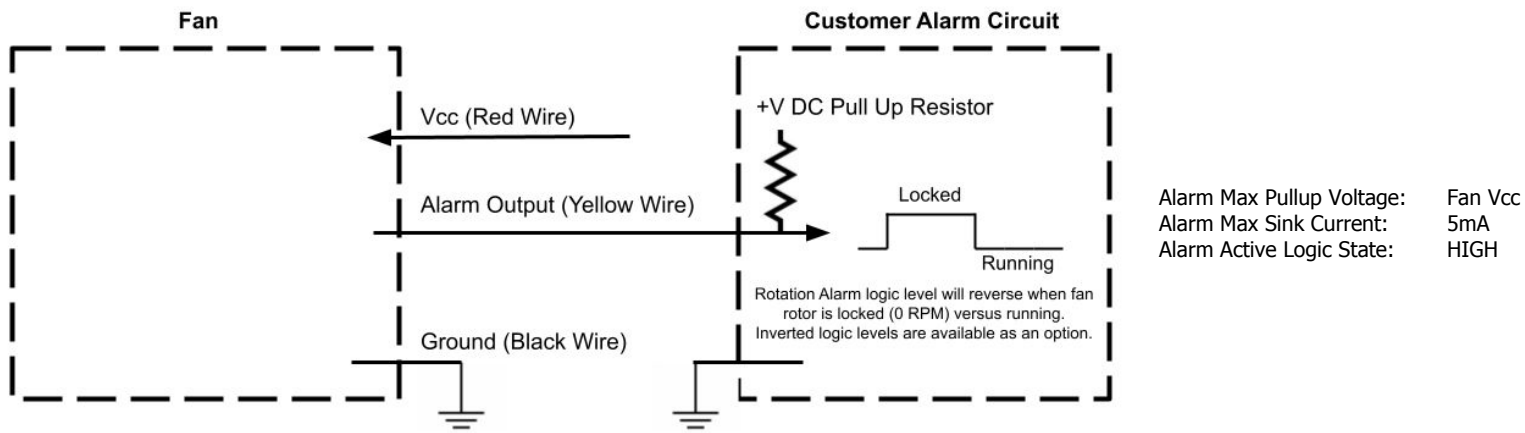 Fan
Customer Alarm Circuit
Vcc (Red Wire)
+V DC Pull Up Resistor
Alarm Output (Yellow Wire)
Locked
Running
Rotation Alarm logic level will reverse when fan
rotor is locked (0 RPM) versus running.
Inverted logic levels are available as an option.
Ground (Black Wire)
Alarm Max Pullup Voltage: Fan Vcc
Alarm Max Sink Current: 5mA
Alarm Active Logic State: HIGH